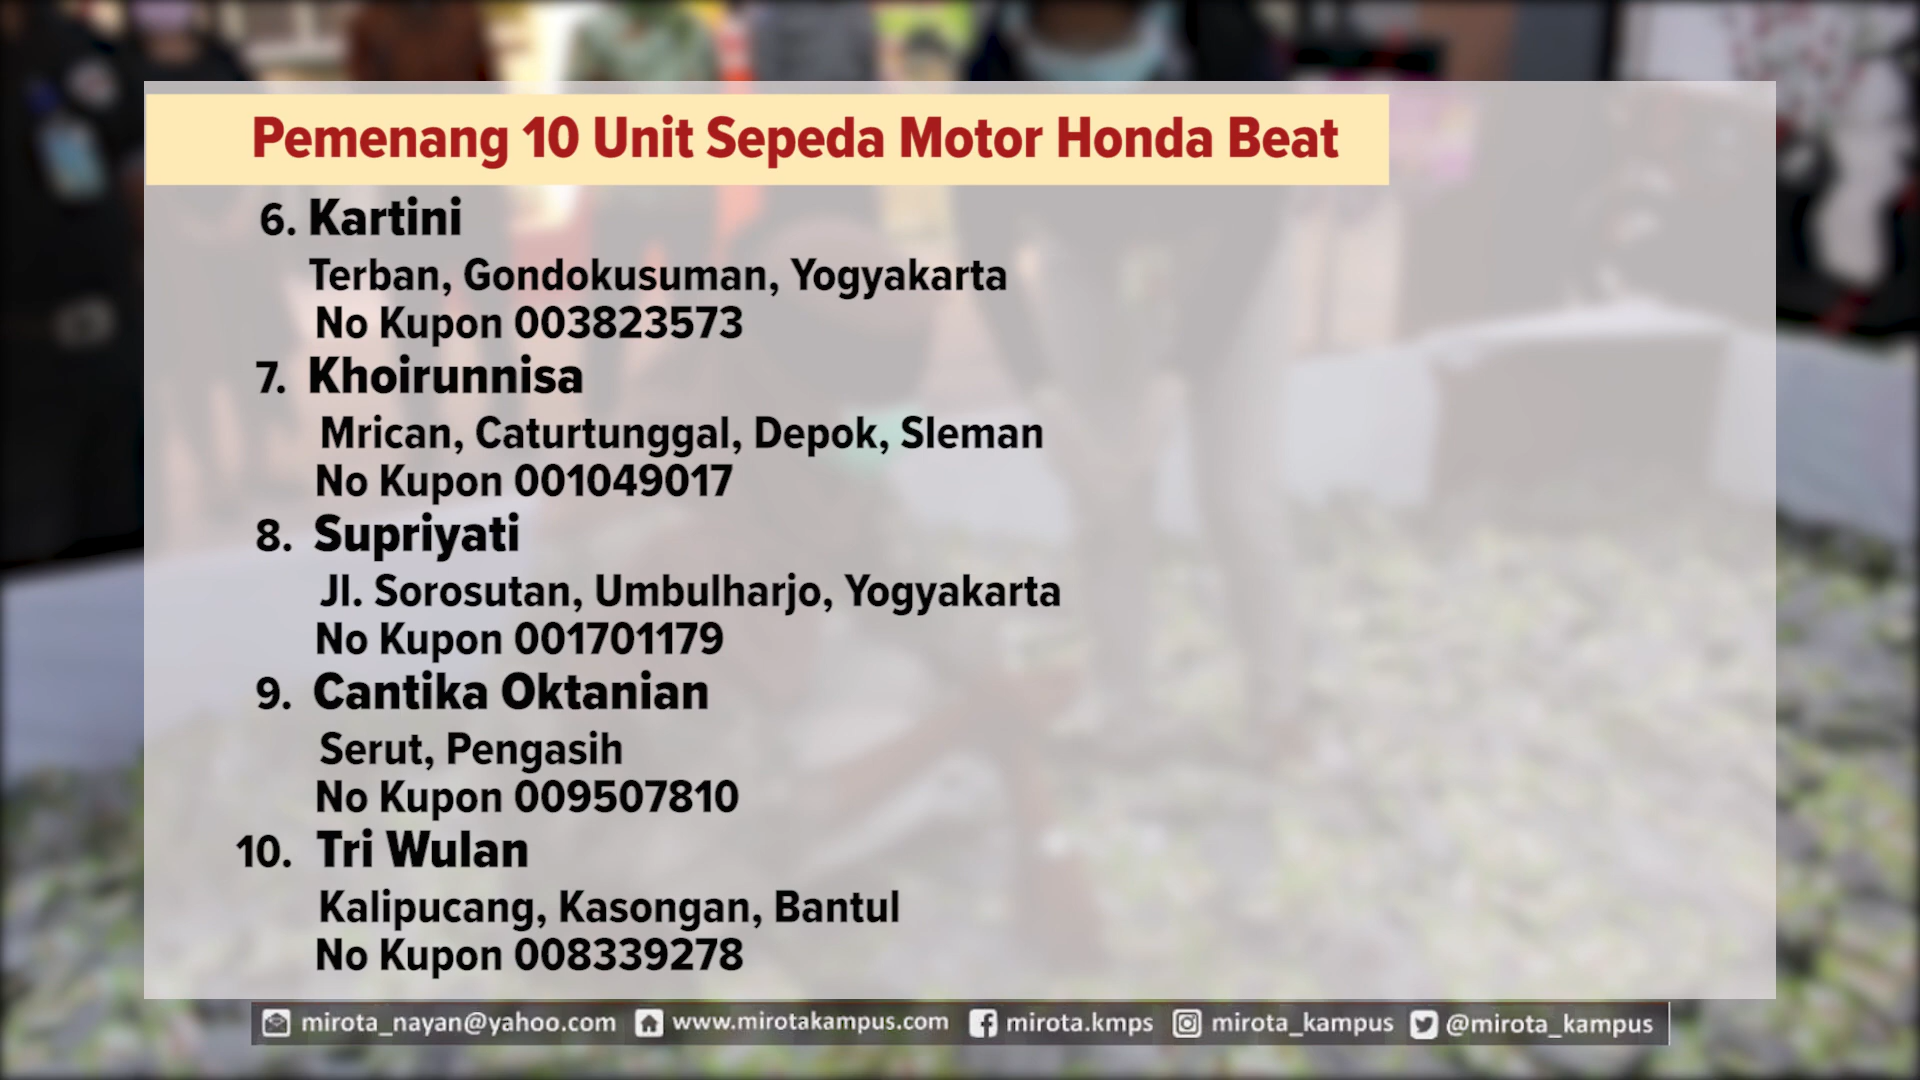 Pemenang 10 Unit Sepeda Motor Honda Beat
6. Kartini
Terban, Gondokusuman, Yogyakarta
No Kupon 003823573
7. Khoirunnisa
Mrican, Caturtunggal, Depok, Sleman
No Kupon 001049017
8. Supriyati
Jl. Sorosutan, Umbulharjo, Yogyakarta
No Kupon 001701179
9. Cantika Oktanian
Serut, Pengasih
No Kupon 009507810
10. Tri Wulan
Kalipucang, Kasongan, Bantul
No Kupon 008339278
mirota_nayan@yahoo.com www.mirotakampus.com mirota.kmps mirota_kampus @mirota_kampus